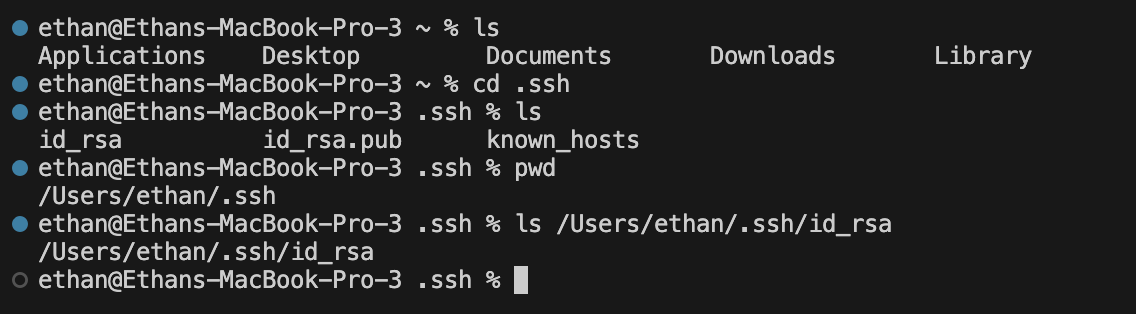 ethan@Ethans-MacBook-Pro-3 ~ % ls
Applications    Desktop         Documents       Downloads       Library
ethan@Ethans-MacBook-Pro-3 ~ % cd .ssh
ethan@Ethans-MacBook-Pro-3 .ssh % ls
id_rsa          id_rsa.pub      known_hosts
ethan@Ethans-MacBook-Pro-3 .ssh % pwd
/Users/ethan/.ssh
ethan@Ethans-MacBook-Pro-3 .ssh % ls /Users/ethan/.ssh/id_rsa
/Users/ethan/.ssh/id_rsa
ethan@Ethans-MacBook-Pro-3 .ssh %